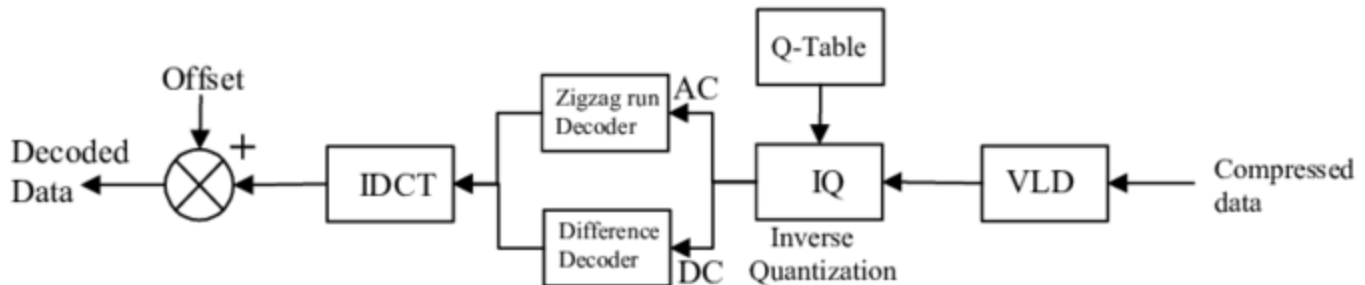 Q-Table
Offset
Zigzag run
Decoder
AC
+
Decoded
Data
IDCT
IQ
VLD
Compressed
data
Difference
Decoder
DC
Inverse
Quantization